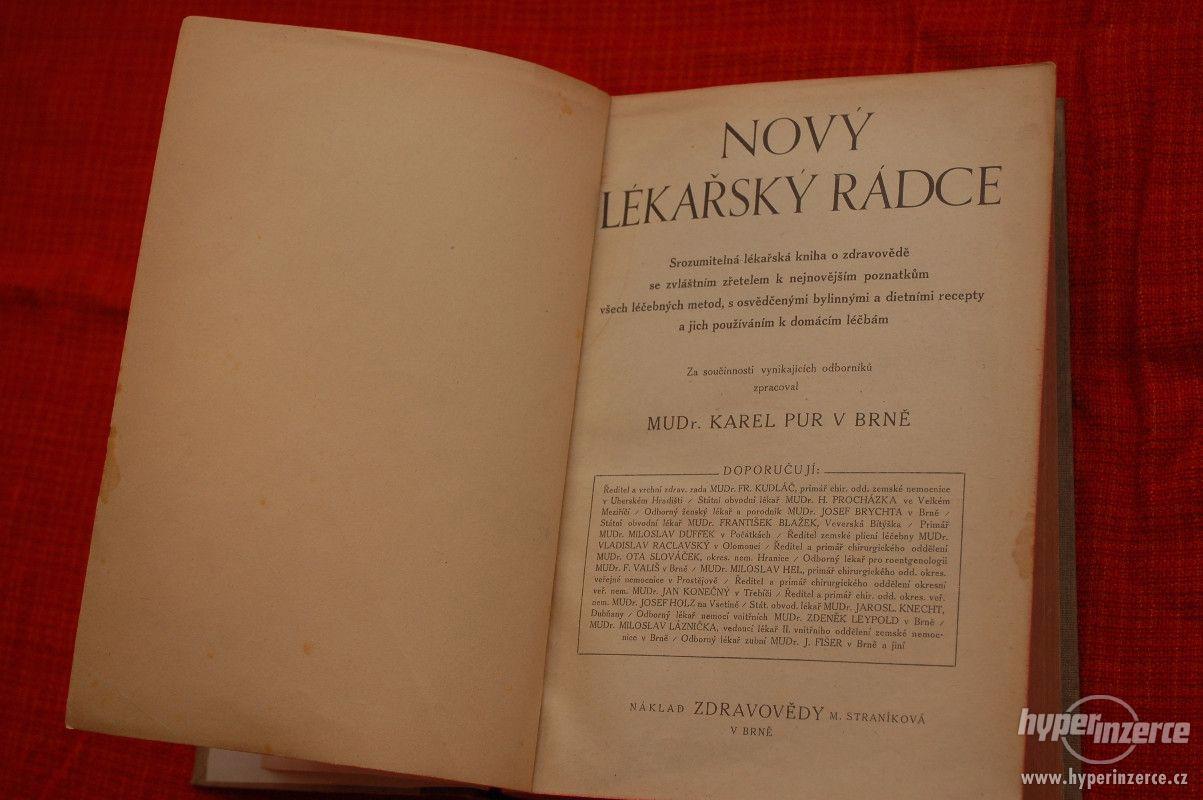 NOVÝ
LÉKAŘSKÝ RÁDCE
Srozumitelná lékařská kniha o zdravovědě
se zvláštním zřetelem k nejnovějším poznatkům
všech léčebných metod, s osvědčenými bylinnými a dietními recepty
a jich používáním k domácím léčbám
Za součinnosti vynikajících odborníků
zpracoval
MUDr. KAREL PUR V BRNĚ
DOPORUČUJÍ:
Ředitel a vrchní zdrav. rada MUDr. FR. KUDLÁČ, primář chir. odd. zemské nemocnice
v Uherském Hradišti / Státní obvodní lékař MUDr. H. PROCHÁZKA ve Velkém
Meziříčí / Odborný ženský lékař a porodník MUDr. JOSEF BRYCHTA v Brně /
Státní obvodní lékař MUDr. FRANTIŠEK BLAŽEK, Veverská Bítýška / Primář
MUDr. MILOSLAV DUFFEK v Počátkách / Ředitel zemské plicní léčebny MUDr.
VLADISLAV RACLAVSKÝ v Olomouci / Ředitel a primář chirurgického oddělení
MUDr. OTA SLOVÁČEK, okres. nem. Hranice / Odborný lékař pro roentgenologii
MUDr. F. VALIŠ v Brně / MUDr. MILOSLAV HEL, primář chirurgického odd. okres.
veřejné nemocnice v Prostějově / Ředitel a primář chirurgického oddělení okresní
veř. nem. MUDr. JAN KONEČNÝ v Třebíči / Ředitel a primář chir. odd. okres. veř.
nem. MUDr. JOSEF HOLZ na Vsetíně / Stát. obvod. lékař MUDr. JAROSL. KNECHT,
Dubňany / Odborný lékař nemocí vnitřních MUDr. ZDENĚK LEYPOLD v Brně /
MUDr. MILOSLAV LÁZNIČKA, vedoucí lékař II. vnitřního oddělení zemské nemoc-
nice v Brně / Odborný lékař zubní MUDr. J. FIŠER v Brně a jiní
NÁKLAD ZDRAVOVĚDY M. STRANÍKOVÁ
V BRNĚ
hyperinzerce
www.hyperinzerce.cz